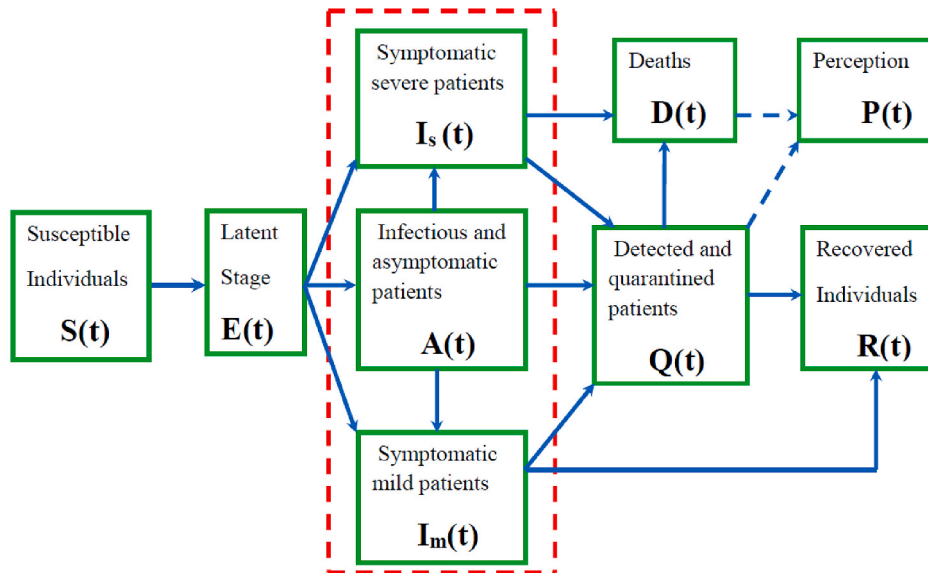 Symptomatic
severe patients
Iₛ(t)
Deaths
D(t)
Perception
P(t)
Susceptible
Individuals
S(t)
Latent
Stage
E(t)
Infectious and
asymptomatic
patients
A(t)
Detected and
quarantined
patients
Q(t)
Recovered
Individuals
R(t)
Symptomatic
mild patients
Iₘ(t)